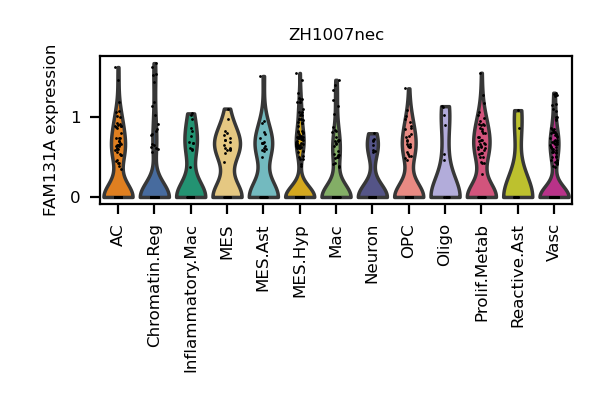 ZH1007nec
FAM131A expression
1
0
AC
Chromatin.Reg
Inflammatory.Mac
MES
MES.Ast
MES.Hyp
Mac
Neuron
OPC
Oligo
Prolif.Metab
Reactive.Ast
Vasc